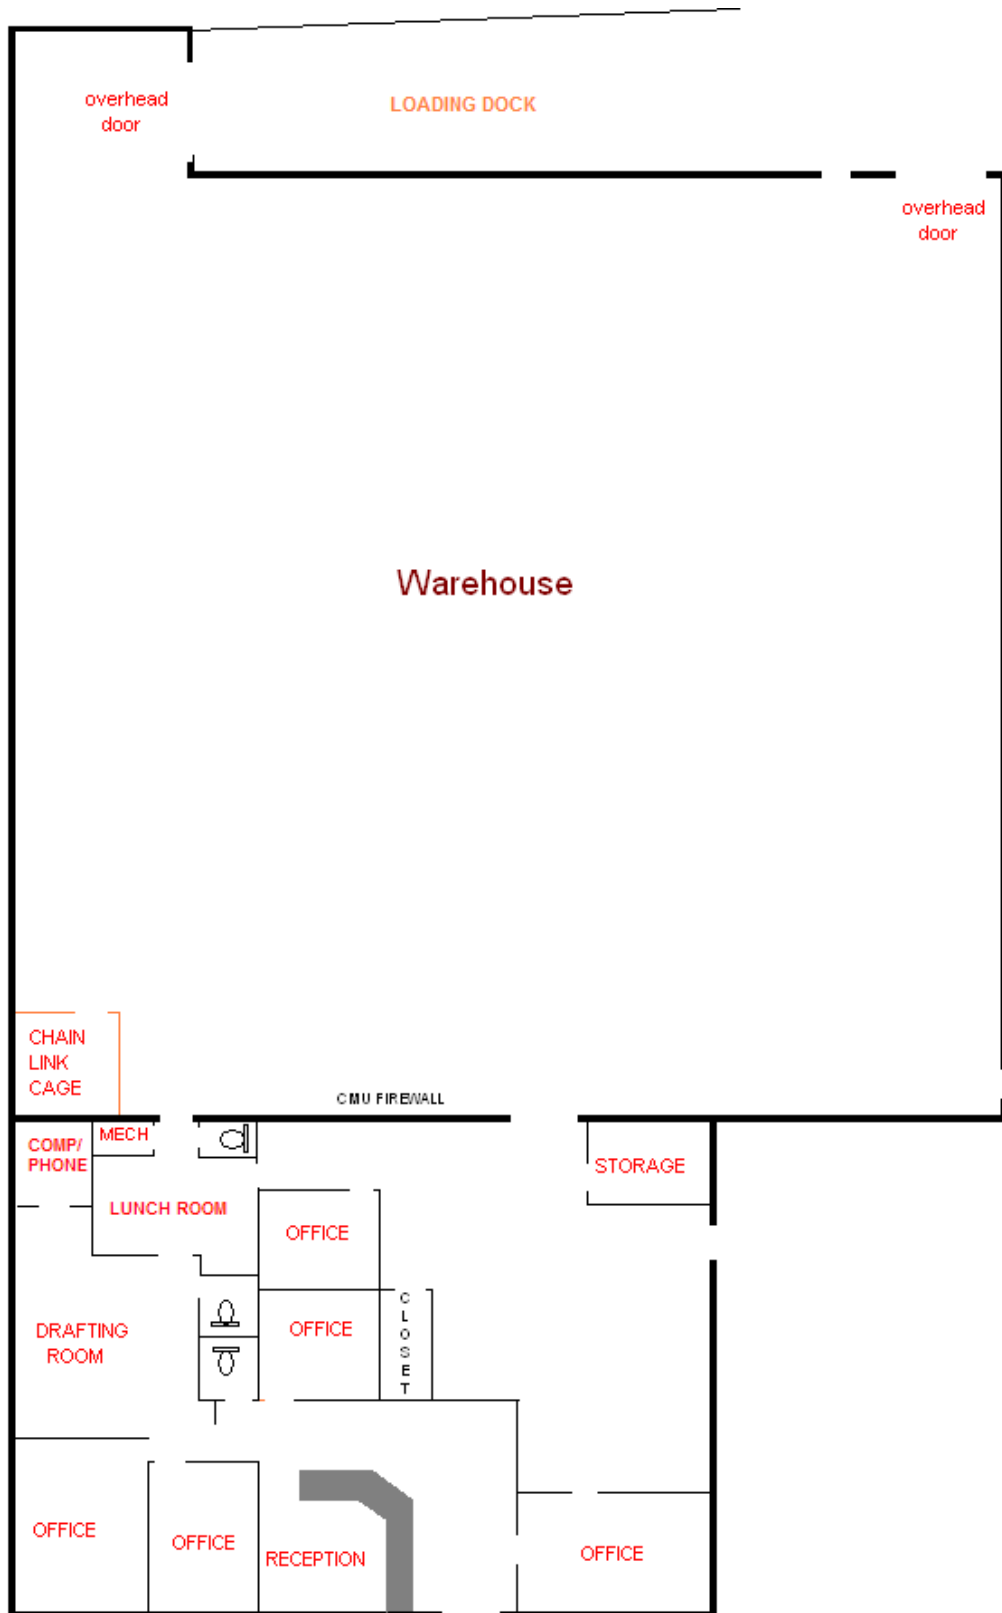 overhead
door
LOADING DOCK
overhead
door
Warehouse
CHAIN
LINK
CAGE
CMU FIREWALL
COMP/
PHONE
MECH
STORAGE
LUNCH ROOM
OFFICE
CLOSET
DRAFTING
ROOM
OFFICE
OFFICE
OFFICE
RECEPTION
OFFICE